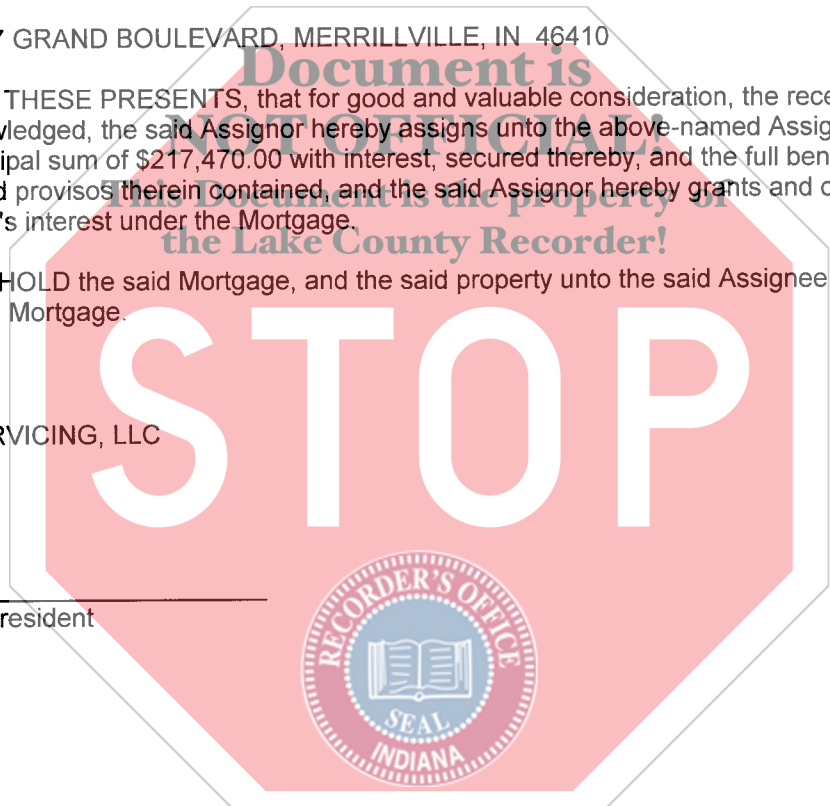 GRAND BOULEVARD, MERRILLVILLE, IN 46410
Document is
THESE PRESENTS, that for good and valuable consideration, the rece
wledged, the said Assignor hereby assigns unto the above-named Assig
NOT OFFICIAL!
ipal sum of $217,470.00 with interest, secured thereby, and the full ben
d provisos therein contained, and the said Assignor hereby grants and c
This Document is the property of
's interest under the Mortgage.
the Lake County Recorder!
HOLD the said Mortgage, and the said property unto the said Assignee
Mortgage.
STOP
RVICING, LLC
resident
RECORDER'S OFFICE
SEAL
INDIANA